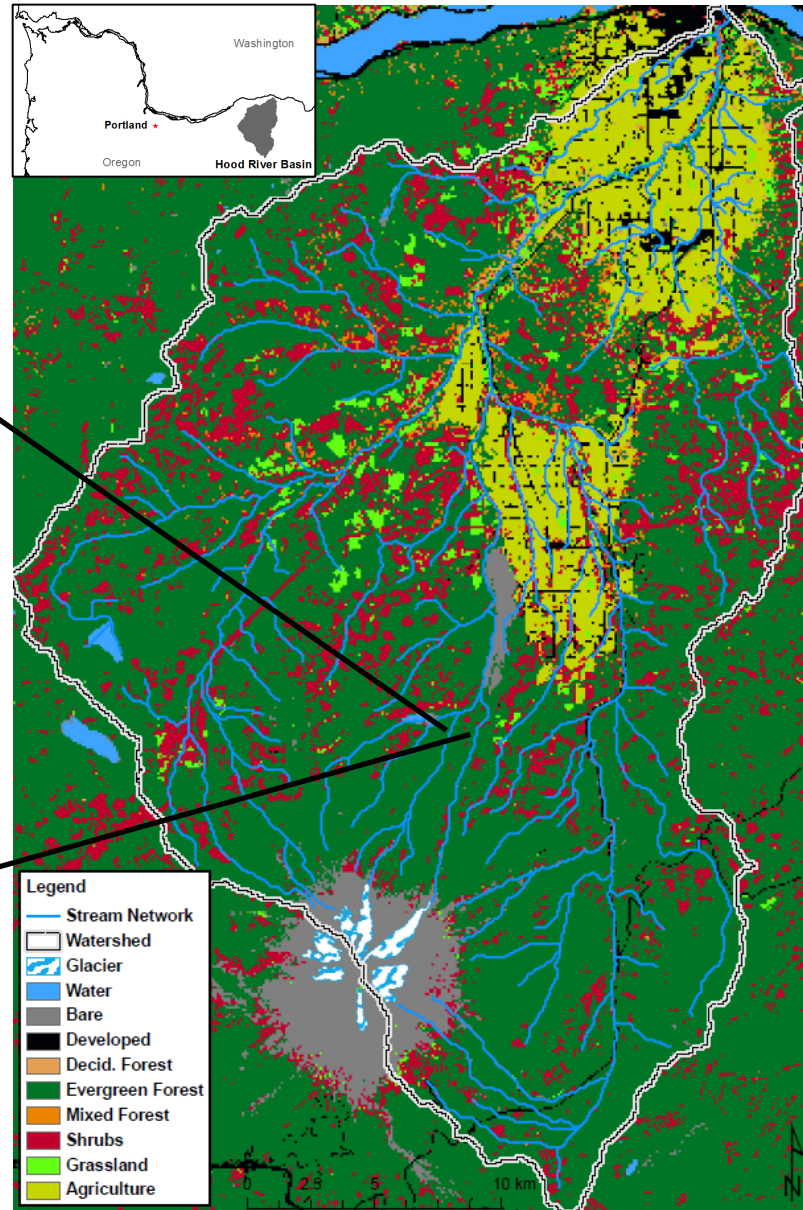 Washington
Portland
Oregon
Hood River Basin
Legend
Stream Network
Watershed
Glacier
Water
Bare
Developed
Decid. Forest
Evergreen Forest
Mixed Forest
Shrubs
Grassland
Agriculture
0 2.5 5 10 km
N